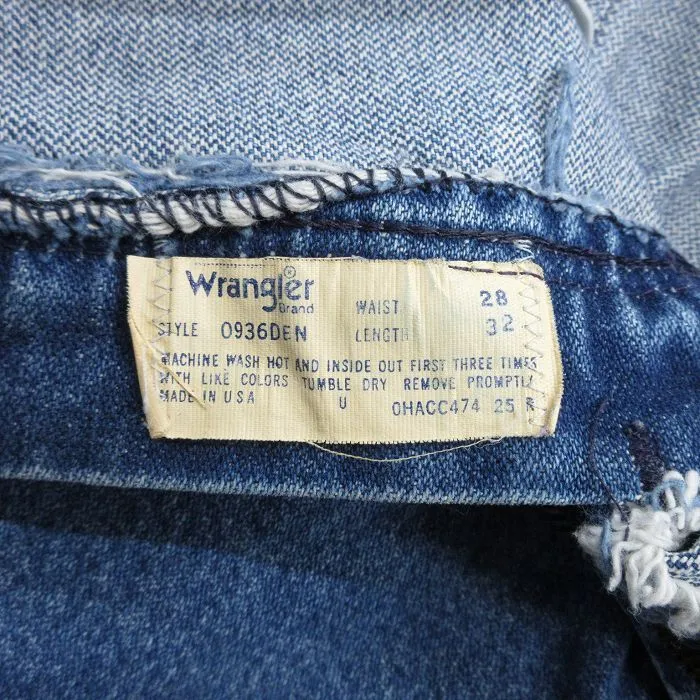 Wrangler®
Brand
WAIST 28
STYLE 0936DEN LENGTH 32
MACHINE WASH HOT AND INSIDE OUT FIRST THREE TIMES
WITH LIKE COLORS TUMBLE DRY REMOVE PROMPTLY
MADE IN USA U OHACC474 25 R